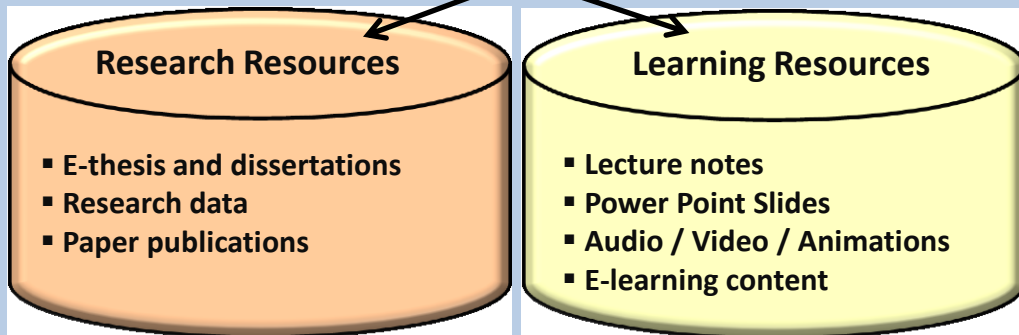 Research Resources
▪ E-thesis and dissertations
▪ Research data
▪ Paper publications
Learning Resources
▪ Lecture notes
▪ Power Point Slides
▪ Audio / Video / Animations
▪ E-learning content